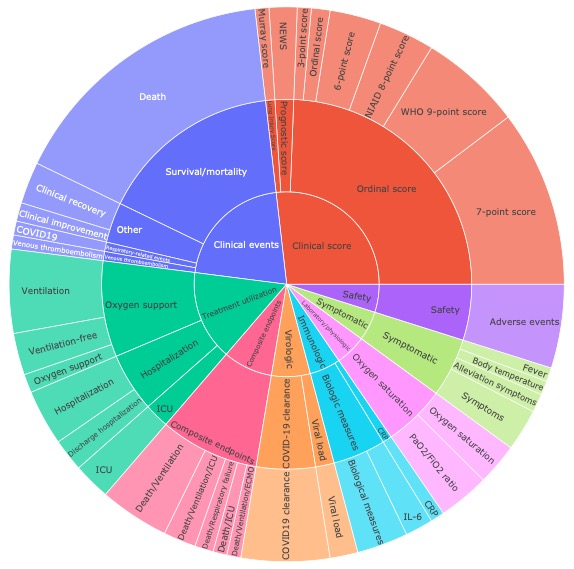 Murray score
NEWS
3-point score
Ordinal score
6-point score
NIAID 8-point score
WHO 9-point score
7-point score
Death
Clinical recovery
Clinical improvement
COVID19
Venous thromboembolism
Survival/mortality
Other
Respiratory-related events
Venous thromboembolism
Clinical events
Prognostic score
Ordinal score
Clinical score
Ventilation
Ventilation-free
Oxygen support
Hospitalization
Discharge hospitalization
ICU
Oxygen support
Hospitalization
ICU
Treatment utilization
Composite endpoints
Composite endpoints
Death/Ventilation
Death/Ventilation/ICU
Death/Respiratory failure
Death/ICU
Death/Ventilation/ECMO
Virologic
COVID-19 clearance
Viral load
COVID19 clearance
Viral load
Immunologic
Biologic measures
CRP
Biological measures
IL-6
CRP
Laboratory/physiologic
Oxygen saturation
Oxygen saturation
PaO2/FiO2 ratio
Symptomatic
Symptomatic
Fever
Body temperature
Alleviation symptoms
Symptoms
Safety
Safety
Adverse events